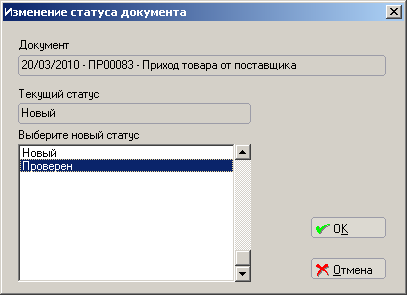 Изменение статуса документа
Документ
20/03/2010 - ПР00083 - Приход товара от поставщика
Текущий статус
Новый
Выберите новый статус
Новый
Проверен
OK
Отмена